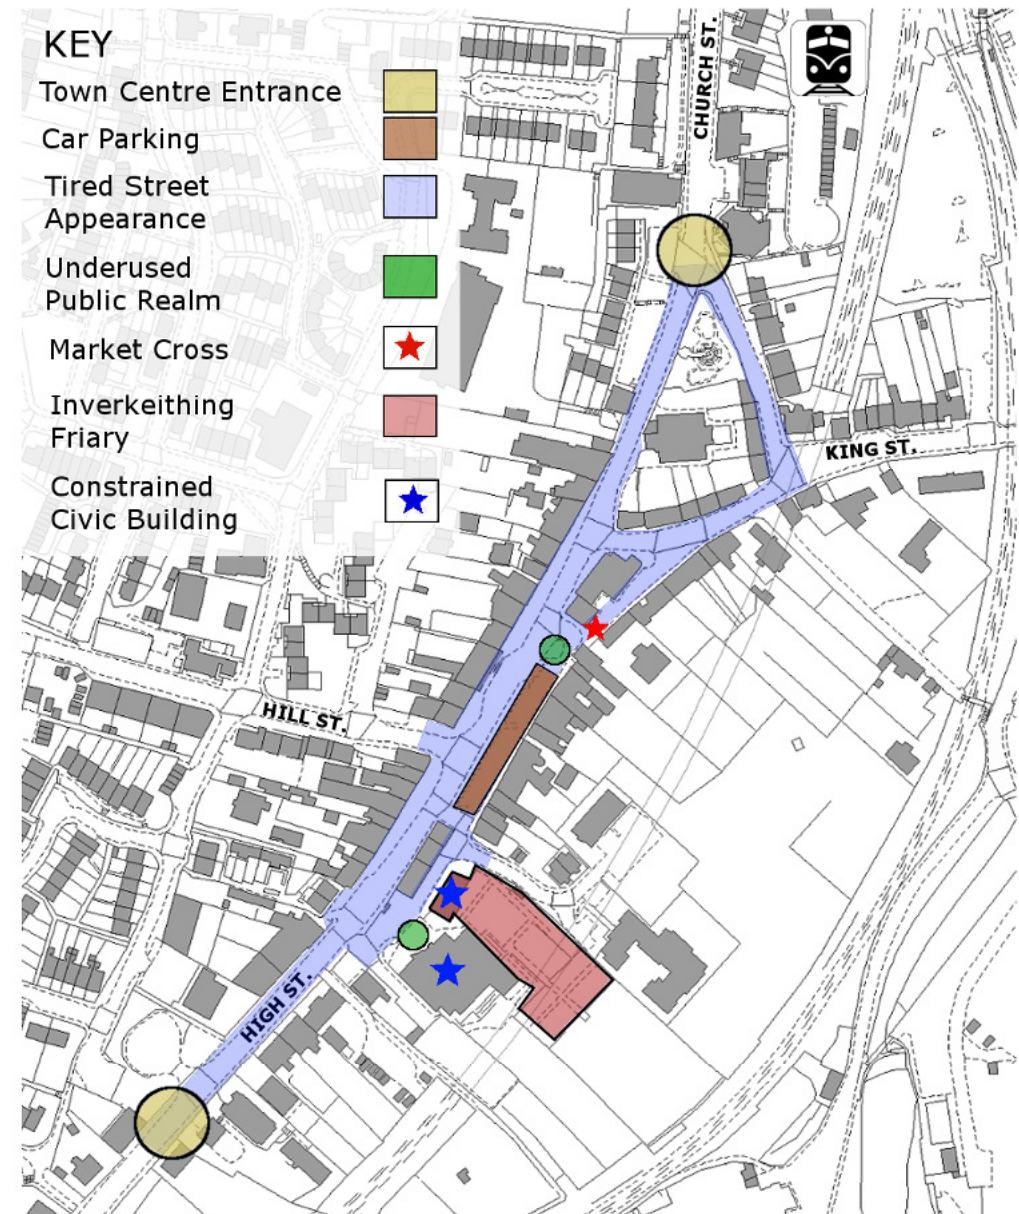 KEY
Town Centre Entrance
Car Parking
Tired Street
Appearance
Underused
Public Realm
Market Cross
Inverkeithing
Friary
Constrained
Civic Building
CHURCH ST.
KING ST.
HILL ST.
HIGH ST.